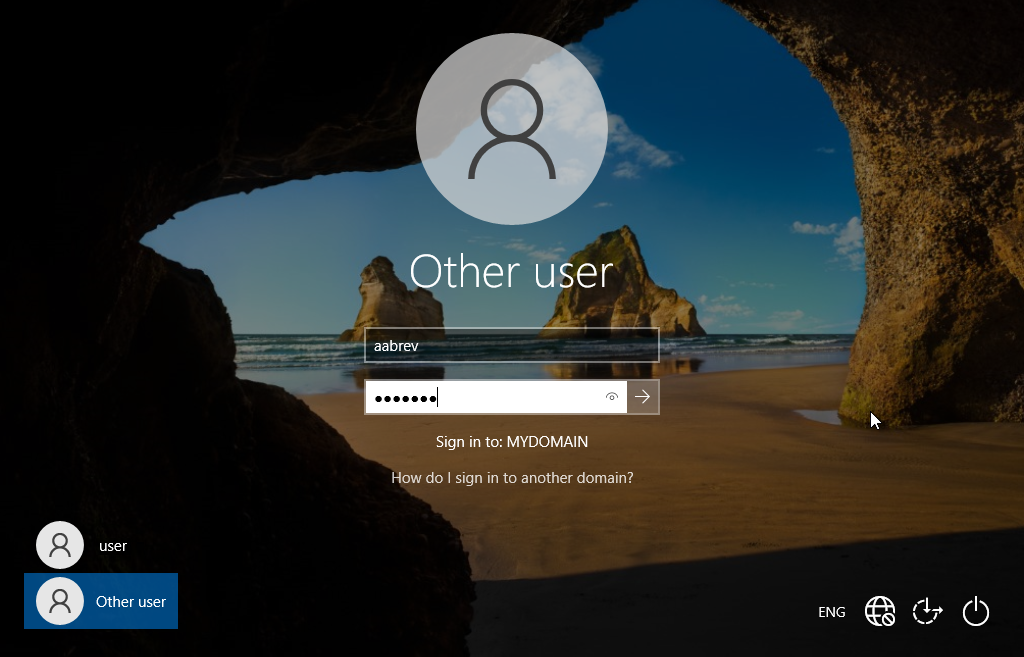 Other user
aabrev
●●●●●●●
Sign in to: MYDOMAIN
How do I sign in to another domain?
user
Other user
ENG